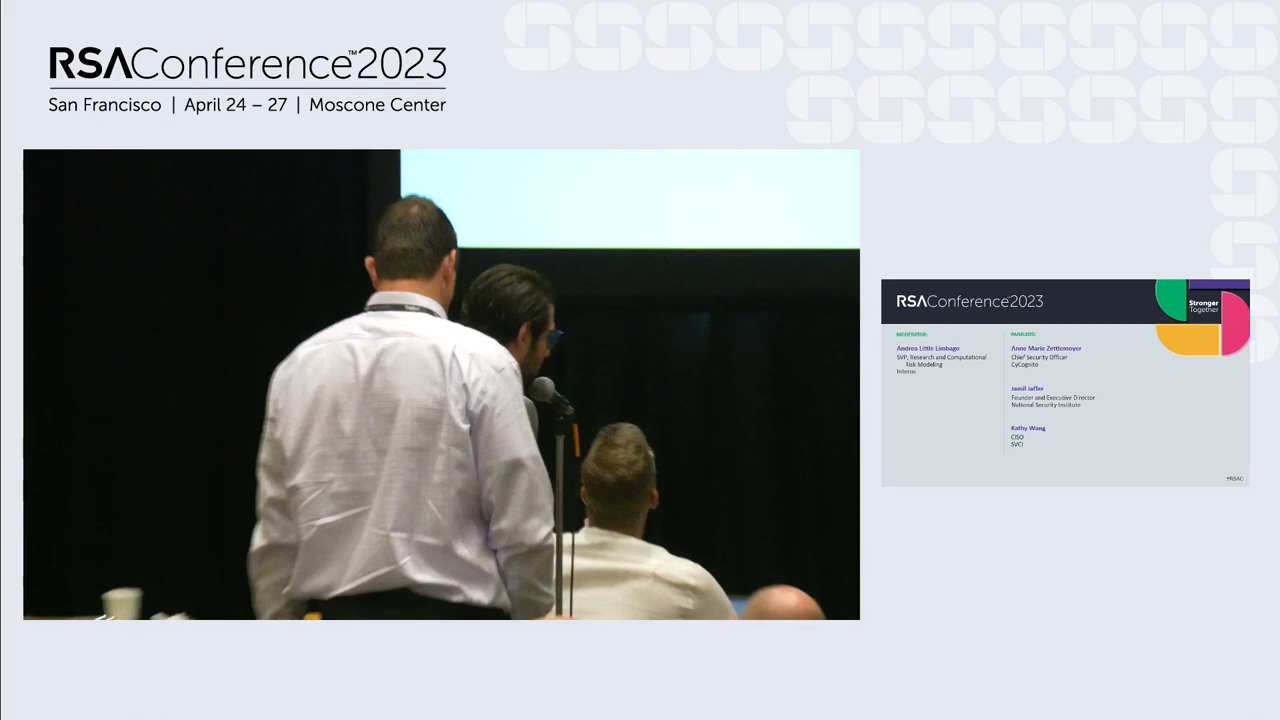 RSAConference™2023
San Francisco | April 24 – 27 | Moscone Center
RSAConference2023
Stronger
Together
MODERATOR:
Andrea Little Limbago
SVP, Research and Computational
Risk Modeling
Interos
PANELISTS:
Anne Marie Zettlemoyer
Chief Security Officer
CyCognito
Jamil Jaffer
Founder and Executive Director
National Security Institute
Kathy Wang
CISO
SVCI
#RSAC